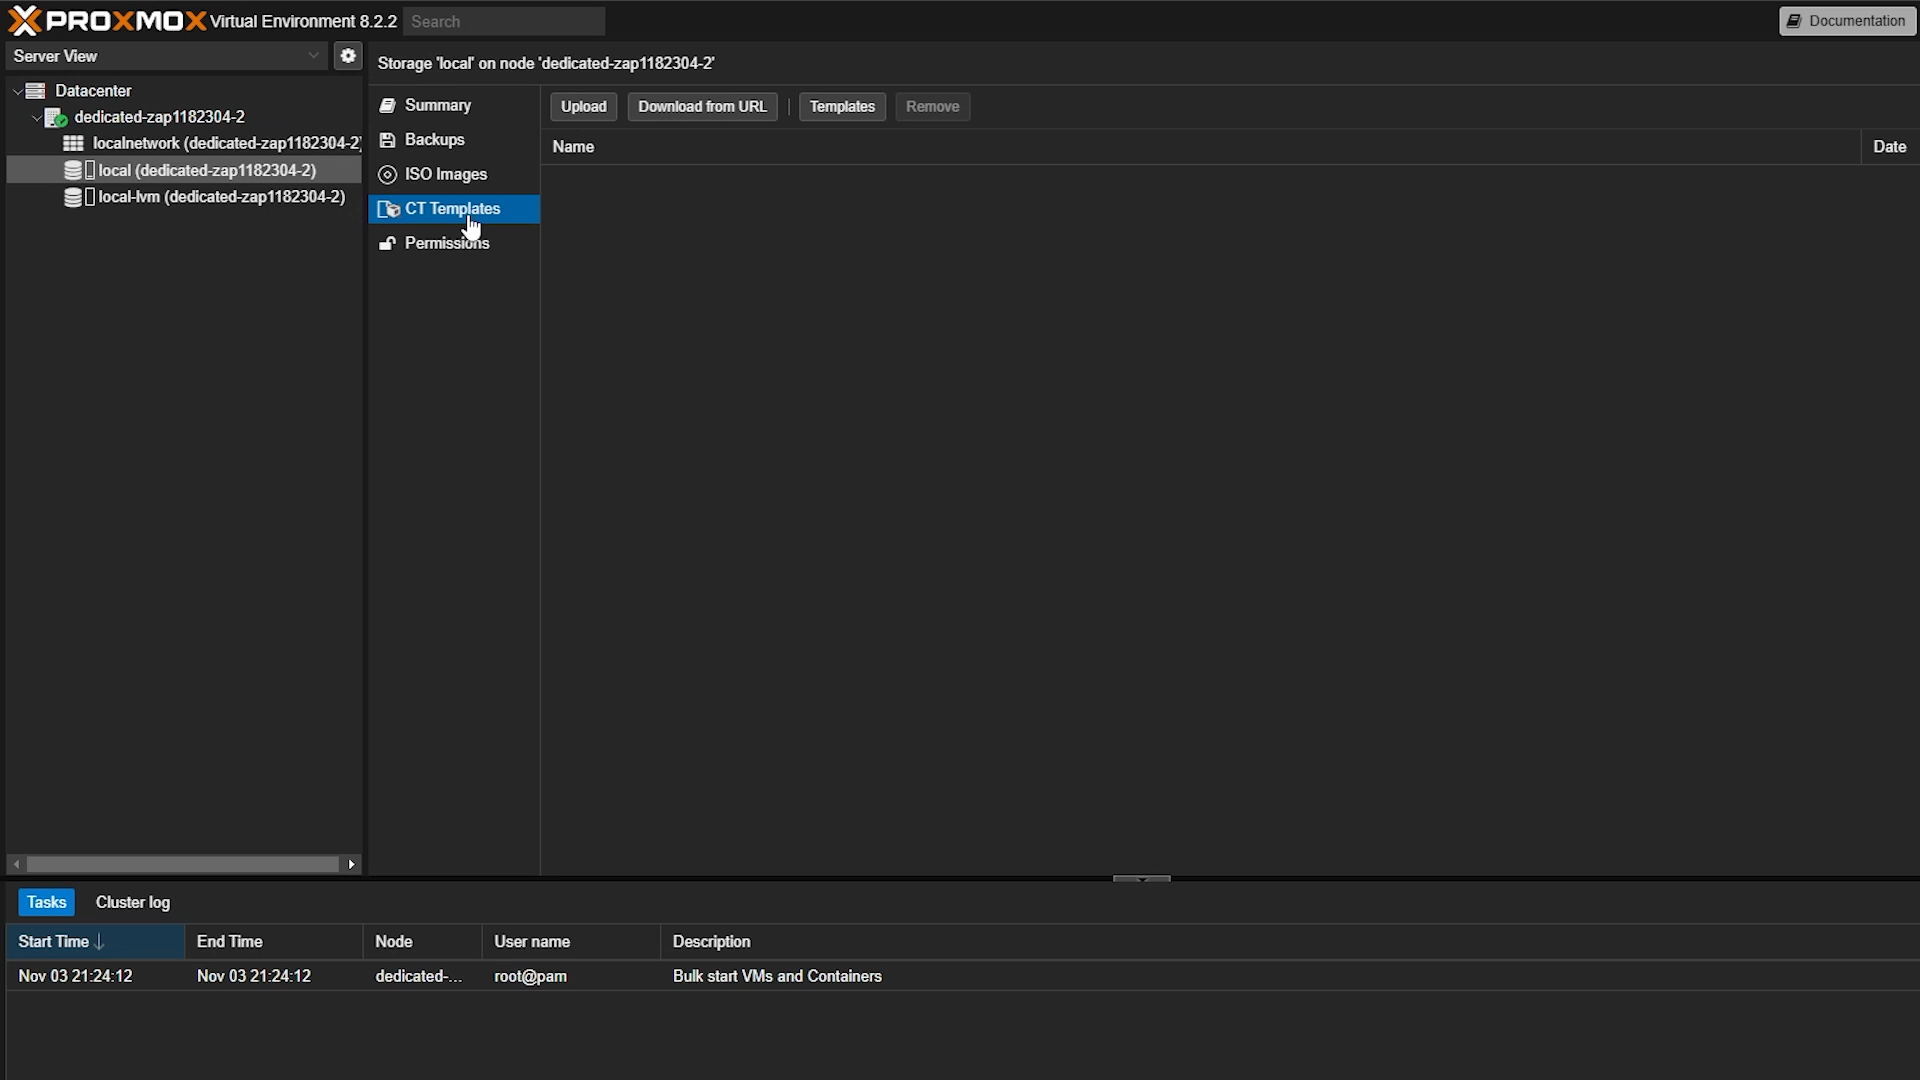 PROXMOX Virtual Environment 8.2.2 Search Documentation
Server View
Storage 'local' on node 'dedicated-zap1182304-2'
Datacenter
dedicated-zap1182304-2
localnetwork (dedicated-zap1182304-2)
local (dedicated-zap1182304-2)
local-lvm (dedicated-zap1182304-2)
Summary
Backups
ISO Images
CT Templates
Permissions
Upload Download from URL Templates Remove
Name Date
Tasks Cluster log
Start Time End Time Node User name Description
Nov 03 21:24:12 Nov 03 21:24:12 dedicated-... root@pam Bulk start VMs and Containers